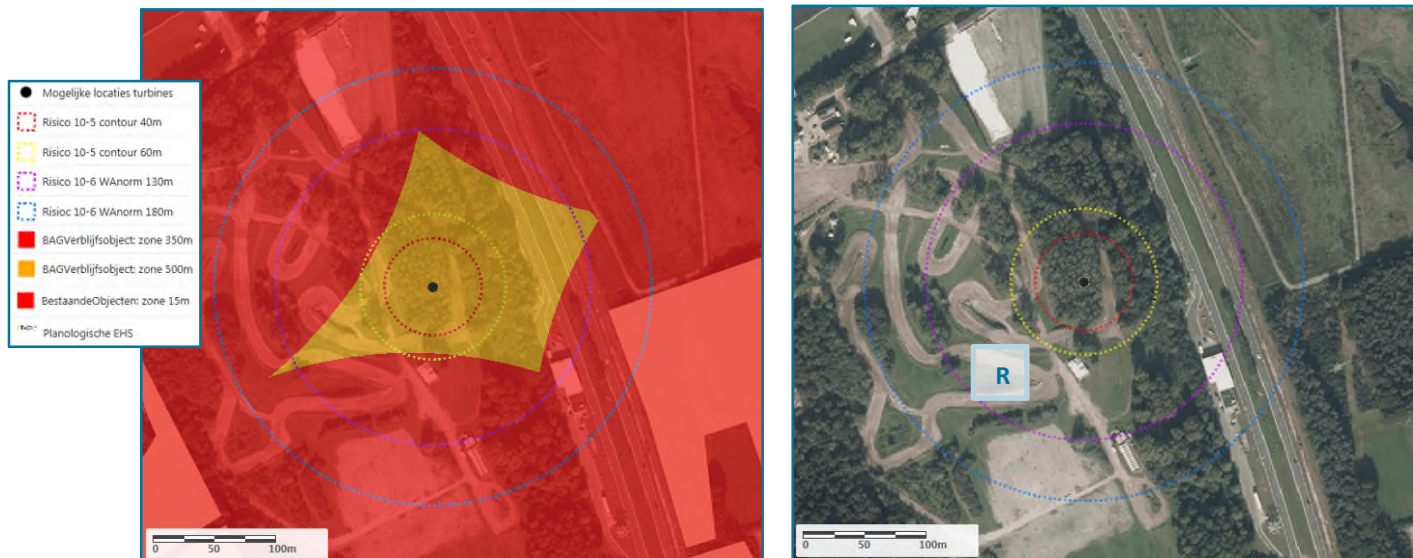 Mogelijke locaties turbines
Risico 10-5 contour 40m
Risico 10-5 contour 60m
Risico 10-6 WAnorm 130m
Risioc 10-6 WAnorm 180m
BAGVerblijfsobject: zone 350m
BAGVerblijfsobject: zone 500m
BestaandeObjecten: zone 15m
Planologische EHS
0 50 100m
R
0 50 100m